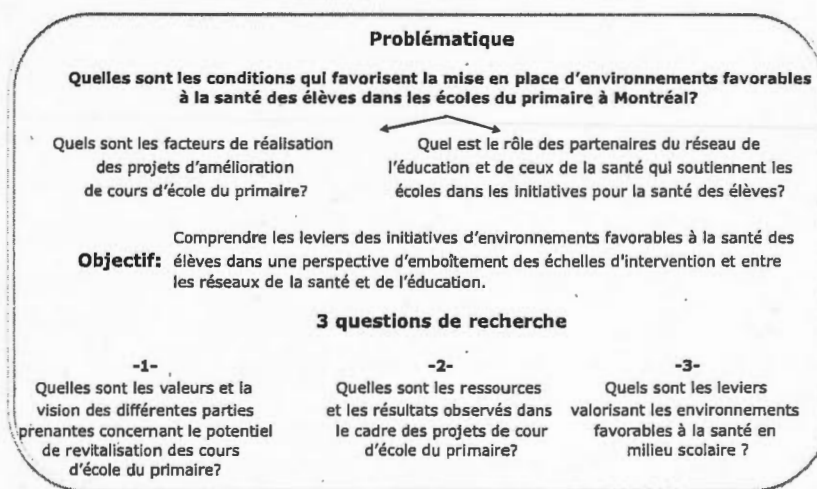 Problématique
Quelles sont les conditions qui favorisent la mise en place d'environnements favorables
à la santé des élèves dans les écoles du primaire à Montréal?
Quels sont les facteurs de réalisation
des projets d'amélioration
de cours d'école du primaire?
Quel est le rôle des partenaires du réseau de
l'éducation et de ceux de la santé qui soutiennent les
écoles dans les initiatives pour la santé des élèves?
Objectif:
Comprendre les leviers des initiatives d'environnements favorables à la santé des
élèves dans une perspective d'emboîtement des échelles d'intervention et entre
les réseaux de la santé et de l'éducation.
3 questions de recherche
-1-
Quelles sont les valeurs et la
vision des différentes parties
prenantes concernant le potentiel
de revitalisation des cours
d'école du primaire?
-2-
Quelles sont les ressources
et les résultats observés dans
le cadre des projets de cour
d'école du primaire?
-3-
Quels sont les leviers
valorisant les environnements
favorables à la santé en
milieu scolaire ?